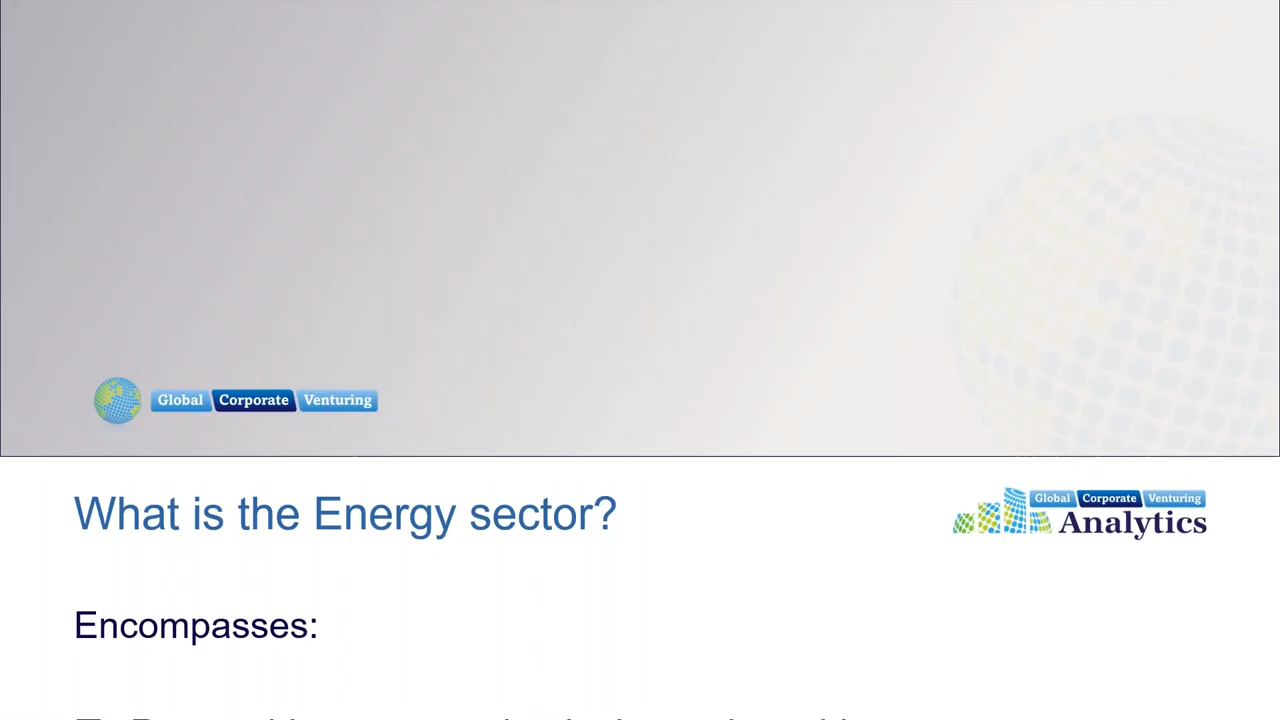 Global Corporate Venturing
What is the Energy sector?
Global Corporate Venturing
Analytics
Encompasses: